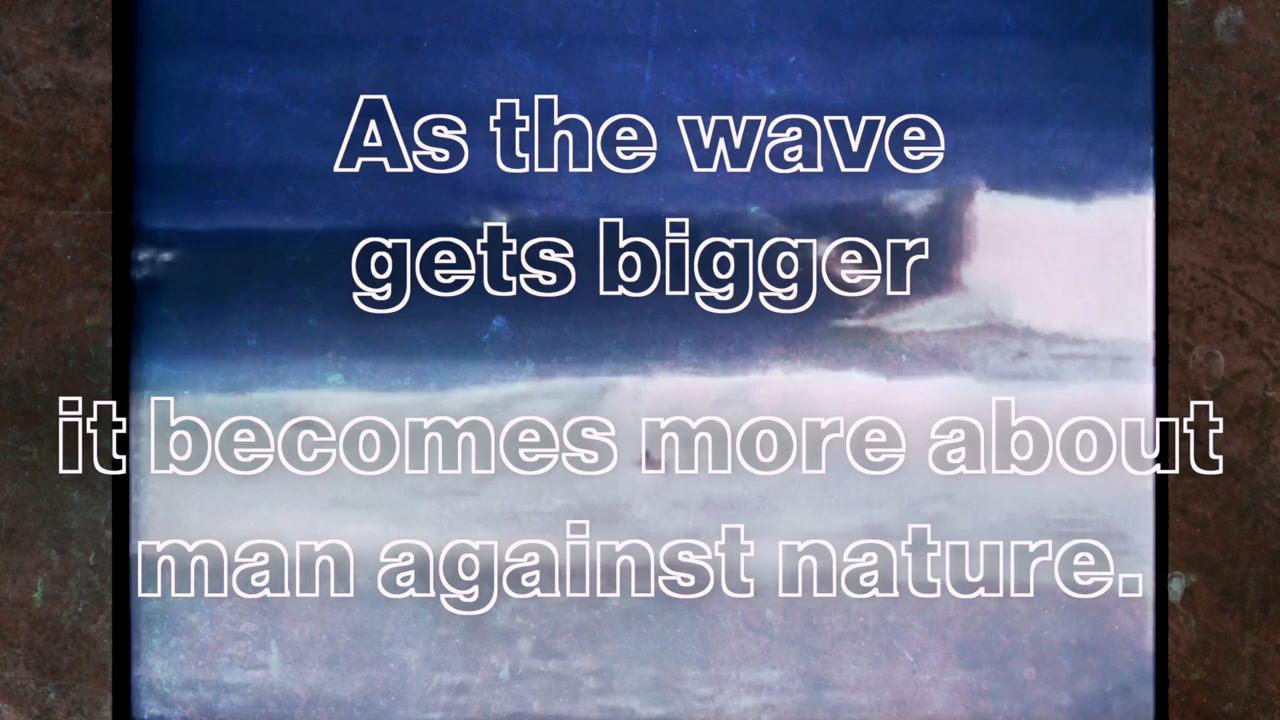 As the wave
gets bigger
it becomes more about
man against nature.